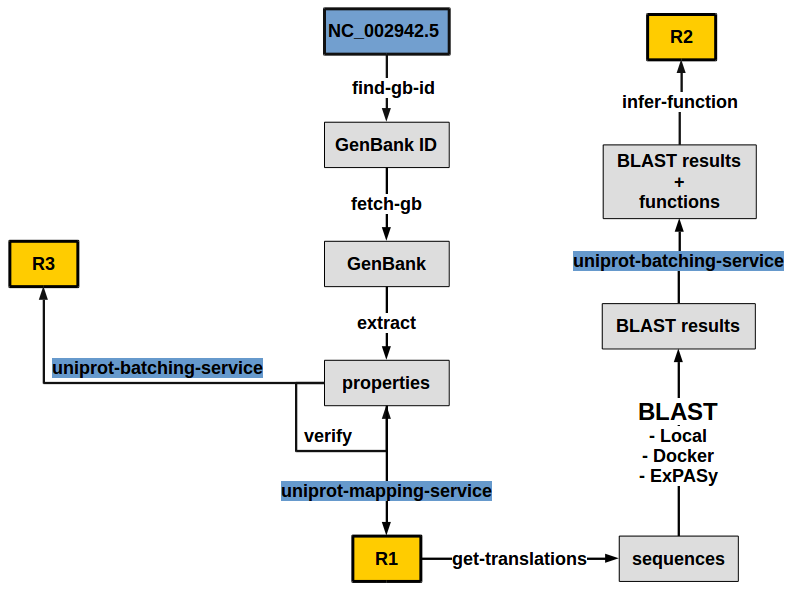 NC_002942.5
find-gb-id
GenBank ID
fetch-gb
GenBank
extract
properties
verify
uniprot-batching-service
R3
uniprot-mapping-service
R1
get-translations
sequences
BLAST
- Local
- Docker
- ExPASy
BLAST results
uniprot-batching-service
BLAST results
+
functions
infer-function
R2